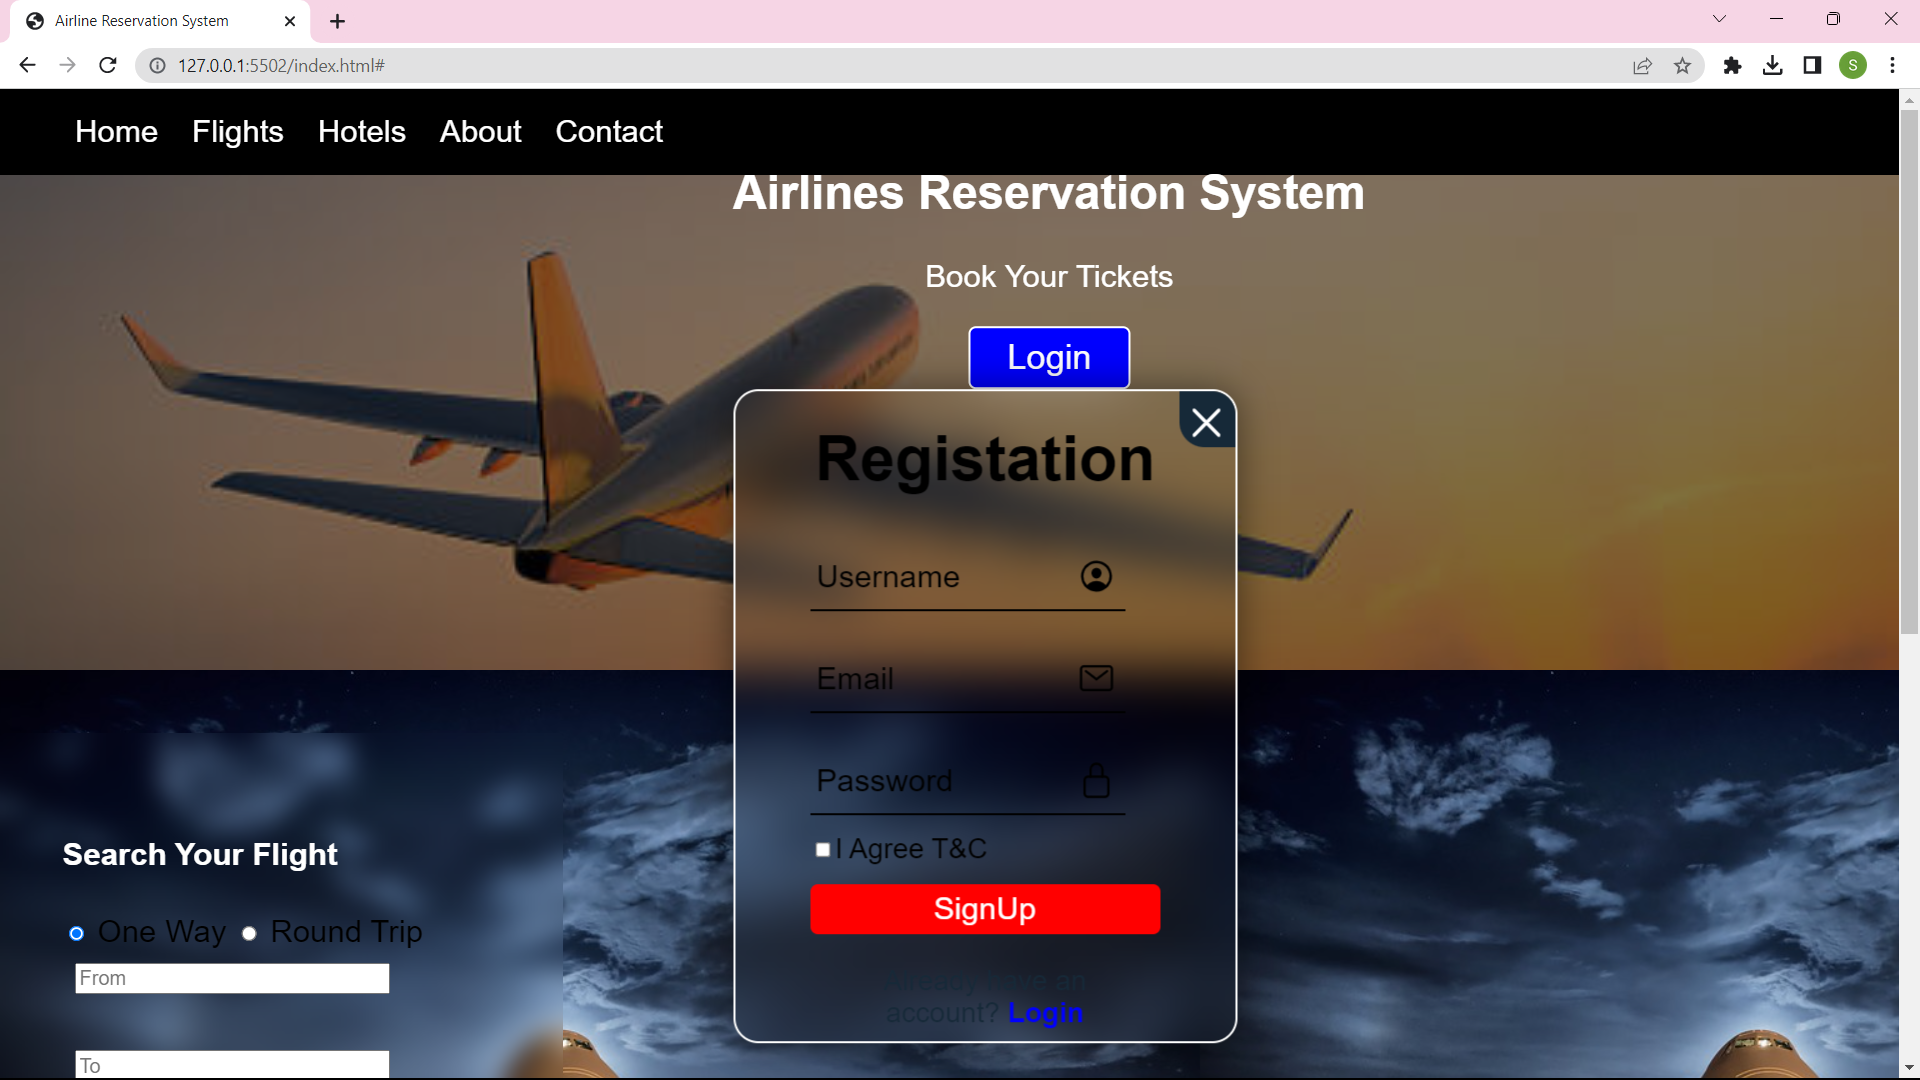 Airline Reservation System
127.0.0.1:5502/index.html#
S
Home Flights Hotels About Contact
Airlines Reservation System
Book Your Tickets
Login
Registation
Username
Email
Password
I Agree T&C
SignUp
Already have an
account? Login
Search Your Flight
One Way Round Trip
From
To